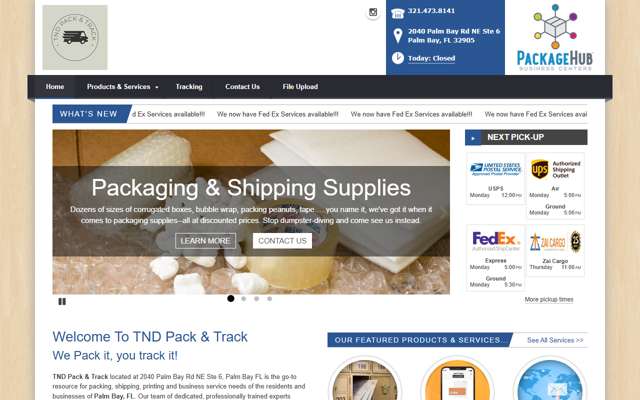 TND PACK & TRACK
321.473.8141
2040 Palm Bay Rd NE Ste 6
Palm Bay, FL 32905
Today: Closed
PACKAGEHUB
BUSINESS CENTERS
Home
Products & Services
Tracking
Contact Us
File Upload
WHAT'S NEW
d Ex Services available!!!
We now have Fed Ex Services available!!!
We now have Fed Ex Services available!!!
We now have Fed Ex Services availa
Packaging & Shipping Supplies
Dozens of sizes of corrugated boxes, bubble wrap, packing peanuts, tape.... you name it, we've got it when it
comes to packaging supplies--all at discounted prices. Stop dumpster-diving and come see us instead.
LEARN MORE
CONTACT US
NEXT PICK-UP
UNITED STATES
POSTAL SERVICE
Approved Postal Provider
USPS
Monday 12:00PM
ups
Authorized
Shipping
Outlet
Air
Monday 5:00PM
Ground
Monday 5:00PM
FedEx
Authorized ShipCenter
Express
Monday 5:00PM
Ground
Monday 5:30PM
ZAI CARGO
Zai Cargo
Thursday 11:00PM
More pickup times
Welcome To TND Pack & Track
We Pack it, you track it!
TND Pack & Track located at 2040 Palm Bay Rd NE Ste 6, Palm Bay FL is the go-to
resource for packing, shipping, printing and business service needs of the residents and
businesses of Palm Bay, FL. Our team of dedicated, professionally trained experts
OUR FEATURED PRODUCTS & SERVICES...
See All Services >>